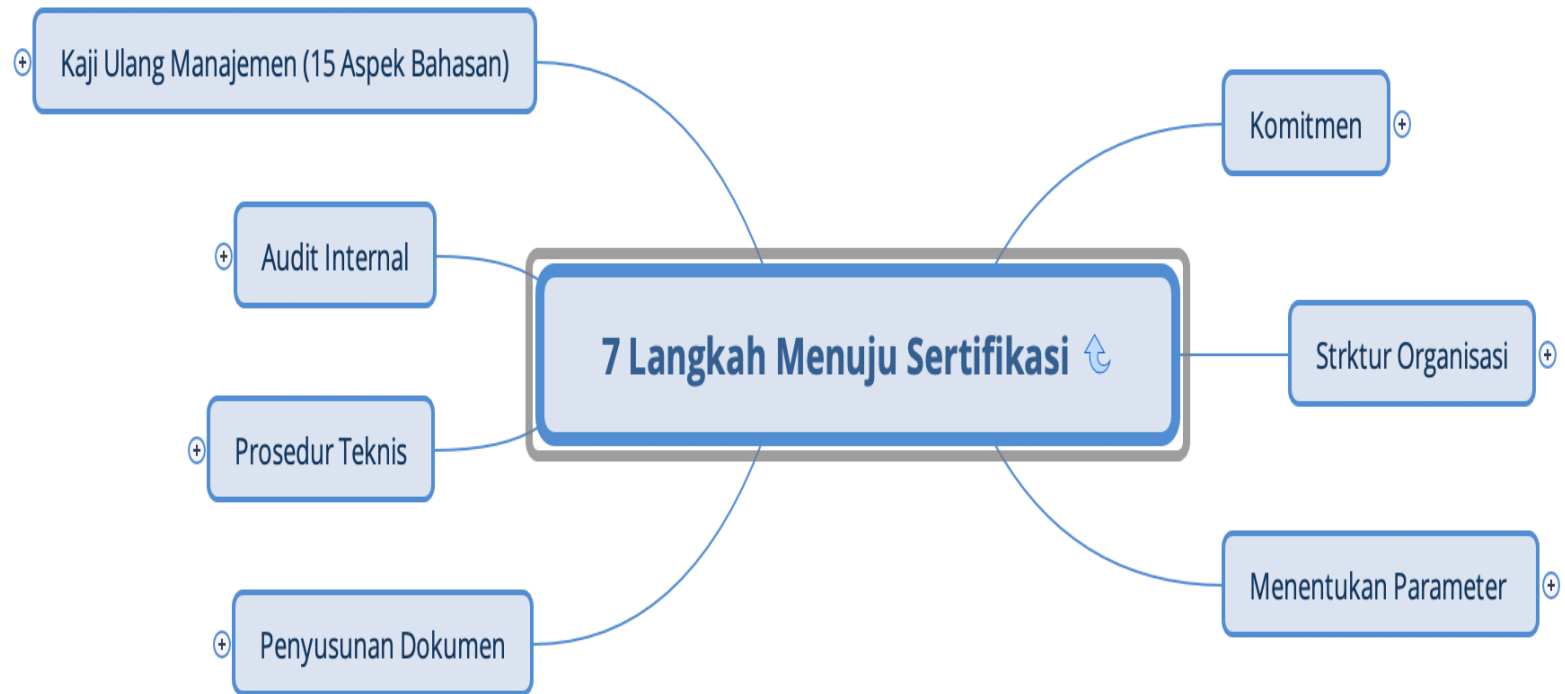 Kaji Ulang Manajemen (15 Aspek Bahasan)
Komitmen
Audit Internal
7 Langkah Menuju Sertifikasi
Strktur Organisasi
Prosedur Teknis
Menentukan Parameter
Penyusunan Dokumen